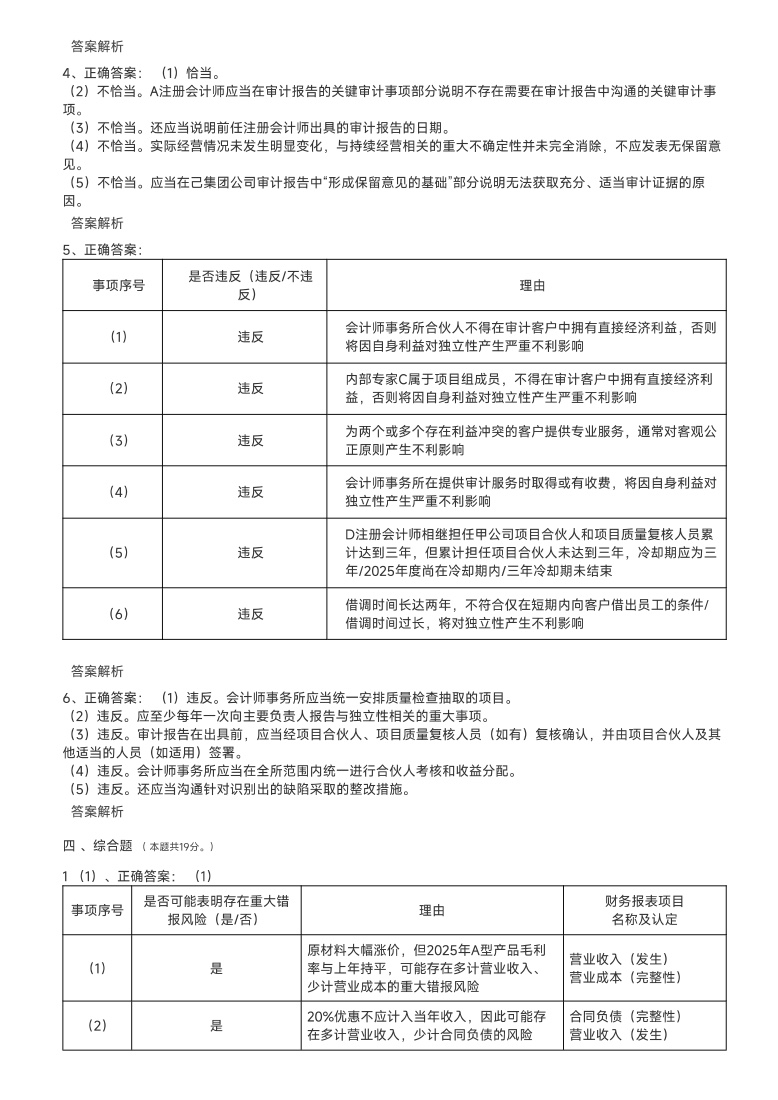 答案解析
4、正确答案： （1）恰当。
（2）不恰当。A注册会计师应当在审计报告的关键审计事项部分说明不存在需要在审计报告中沟通的关键审计事
项。
（3）不恰当。还应当说明前任注册会计师出具的审计报告的日期。
（4）不恰当。实际经营情况未发生明显变化，与持续经营相关的重大不确定性并未完全消除，不应发表无保留意
见。
（5）不恰当。应当在己集团公司审计报告中“形成保留意见的基础”部分说明无法获取充分、适当审计证据的原
因。
答案解析
5、正确答案：
事项序号
是否违反（违反/不违
反）
理由
（1）
违反
会计师事务所合伙人不得在审计客户中拥有直接经济利益，否则
将因自身利益对独立性产生严重不利影响
（2）
违反
内部专家C属于项目组成员，不得在审计客户中拥有直接经济利
益，否则将因自身利益对独立性产生严重不利影响
（3）
违反
为两个或多个存在利益冲突的客户提供专业服务，通常对客观公
正原则产生不利影响
（4）
违反
会计师事务所在提供审计服务时取得或有收费，将因自身利益对
独立性产生严重不利影响
（5）
违反
D注册会计师相继担任甲公司项目合伙人和项目质量复核人员累
计达到三年，但累计担任项目合伙人未达到三年，冷却期应为三
年/2025年度尚在冷却期内/三年冷却期未结束
（6）
违反
借调时间长达两年，不符合仅在短期内向客户借出员工的条件/
借调时间过长，将对独立性产生不利影响
答案解析
6、正确答案： （1）违反。会计师事务所应当统一安排质量检查抽取的项目。
（2）违反。应至少每年一次向主要负责人报告与独立性相关的重大事项。
（3）违反。审计报告在出具前，应当经项目合伙人、项目质量复核人员（如有）复核确认，并由项目合伙人及其
他适当的人员（如适用）签署。
（4）违反。会计师事务所应当在全所范围内统一进行合伙人考核和收益分配。
（5）违反。还应当沟通针对识别出的缺陷采取的整改措施。
答案解析
四 、综合题 （ 本题共19分。）
1 （1）、正确答案： （1）
事项序号
是否可能表明存在重大错
报风险（是/否）
理由
财务报表项目
名称及认定
（1）
是
原材料大幅涨价，但2025年A型产品毛利
率与上年持平，可能存在多计营业收入、
少计营业成本的重大错报风险
营业收入（发生）
营业成本（完整性）
（2）
是
20%优惠不应计入当年收入，因此可能存
在多计营业收入，少计合同负债的风险
合同负债（完整性）
营业收入（发生）